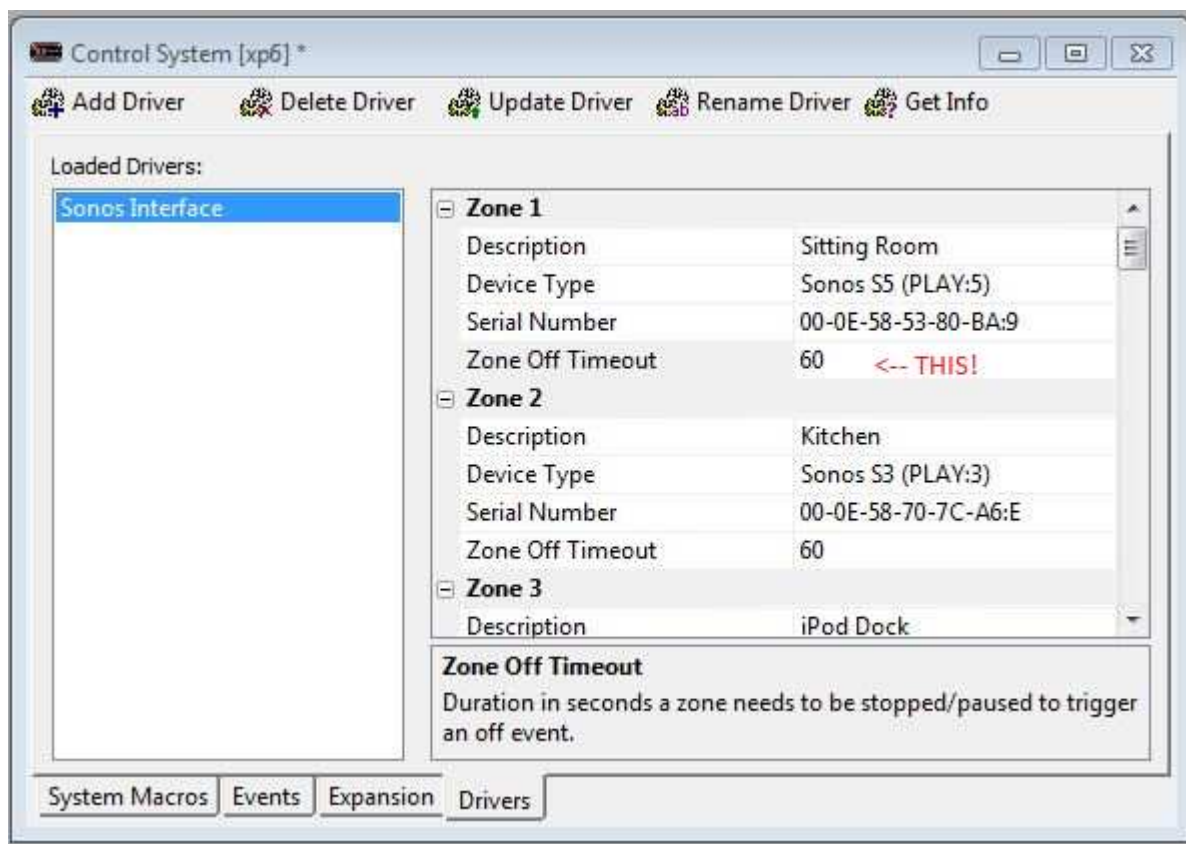 Control System [xp6] *
Add Driver Delete Driver Update Driver Rename Driver Get Info
Loaded Drivers:
Sonos Interface
Zone 1
Description Sitting Room
Device Type Sonos S5 (PLAY:5)
Serial Number 00-0E-58-53-80-BA:9
Zone Off Timeout 60 <-- THIS!
Zone 2
Description Kitchen
Device Type Sonos S3 (PLAY:3)
Serial Number 00-0E-58-70-7C-A6:E
Zone Off Timeout 60
Zone 3
Description iPod Dock
Zone Off Timeout
Duration in seconds a zone needs to be stopped/paused to trigger
an off event.
System Macros Events Expansion Drivers